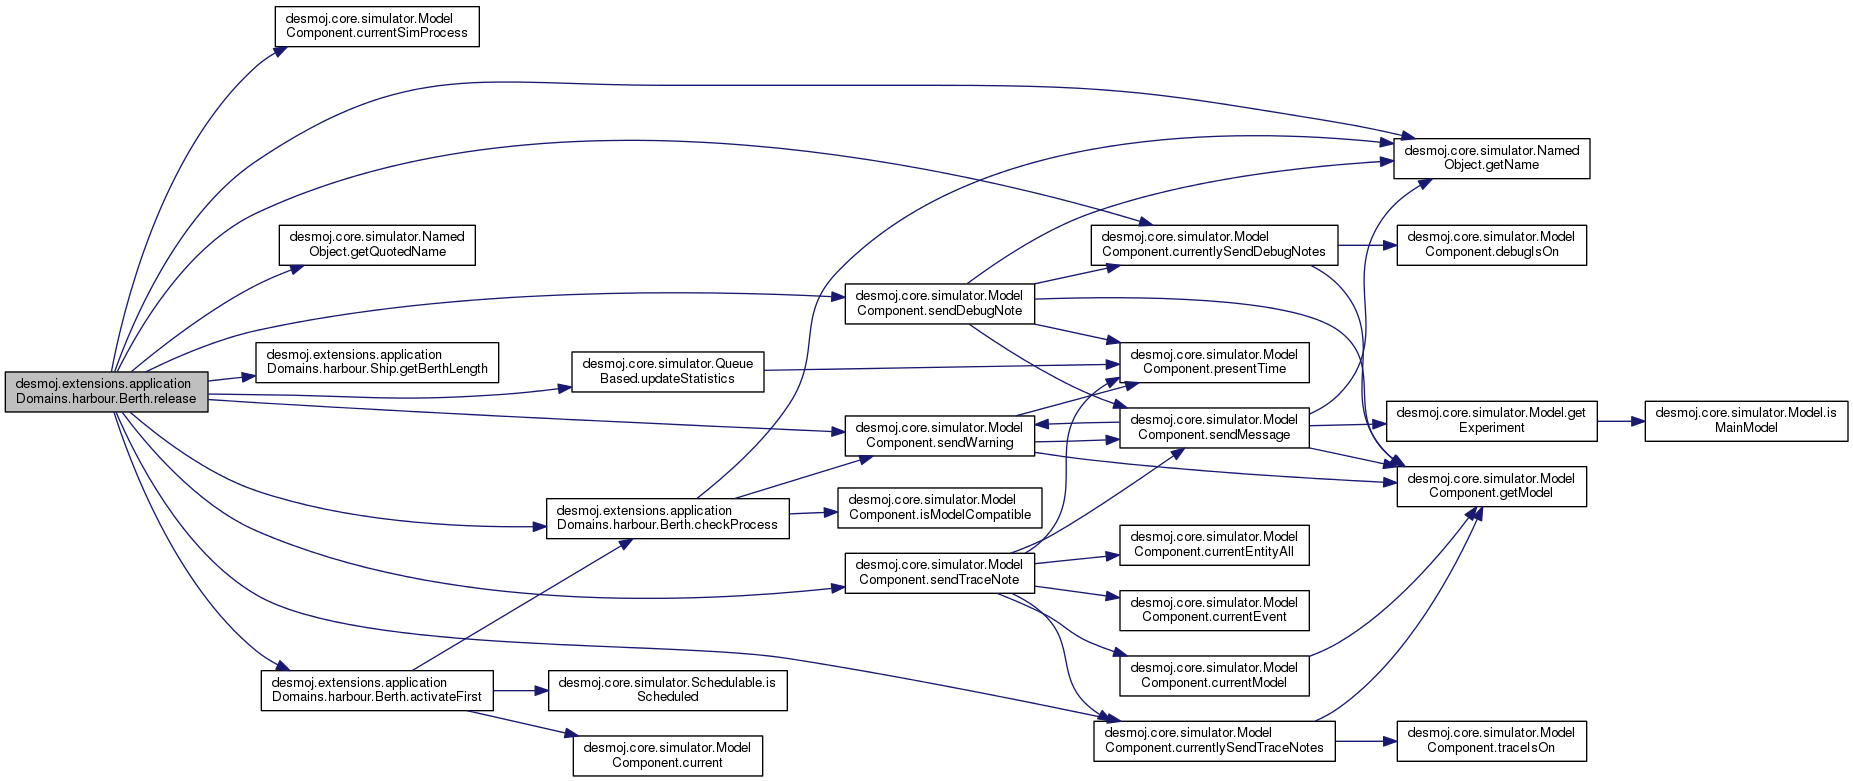 desmoj.core.simulator.Model
Component.currentSimProcess
desmoj.core.simulator.Named
Object.getName
desmoj.core.simulator.Named
Object.getQuotedName
desmoj.core.simulator.Model
Component.currentlySendDebugNotes
desmoj.core.simulator.Model
Component.debugIsOn
desmoj.core.simulator.Model
Component.sendDebugNote
desmoj.extensions.application
Domains.harbour.Ship.getBerthLength
desmoj.core.simulator.Queue
Based.updateStatistics
desmoj.core.simulator.Model
Component.presentTime
desmoj.extensions.application
Domains.harbour.Berth.release
desmoj.core.simulator.Model
Component.sendWarning
desmoj.core.simulator.Model
Component.sendMessage
desmoj.core.simulator.Model.get
Experiment
desmoj.core.simulator.Model.is
MainModel
desmoj.core.simulator.Model
Component.getModel
desmoj.extensions.application
Domains.harbour.Berth.checkProcess
desmoj.core.simulator.Model
Component.isModelCompatible
desmoj.core.simulator.Model
Component.currentEntityAll
desmoj.core.simulator.Model
Component.sendTraceNote
desmoj.core.simulator.Model
Component.currentEvent
desmoj.core.simulator.Model
Component.currentModel
desmoj.extensions.application
Domains.harbour.Berth.activateFirst
desmoj.core.simulator.Schedulable.is
Scheduled
desmoj.core.simulator.Model
Component.current
desmoj.core.simulator.Model
Component.currentlySendTraceNotes
desmoj.core.simulator.Model
Component.traceIsOn